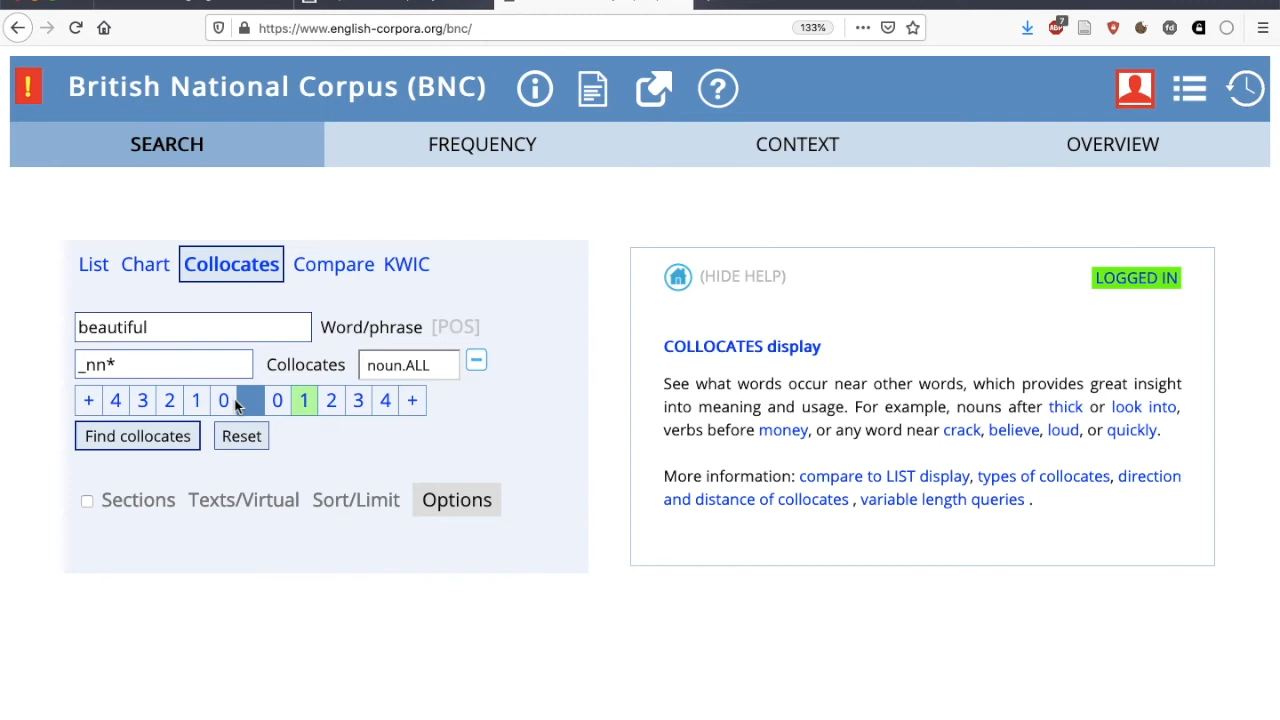 https://www.english-corpora.org/bnc/ 133% 7 fd
! British National Corpus (BNC) ?
SEARCH FREQUENCY CONTEXT OVERVIEW
List Chart Collocates Compare KWIC
beautiful Word/phrase [POS]
_nn* Collocates noun.ALL
+ 4 3 2 1 0 0 1 2 3 4 +
Find collocates Reset
Sections Texts/Virtual Sort/Limit Options
(HIDE HELP) LOGGED IN
COLLOCATES display
See what words occur near other words, which provides great insight
into meaning and usage. For example, nouns after thick or look into,
verbs before money, or any word near crack, believe, loud, or quickly.
More information: compare to LIST display, types of collocates, direction
and distance of collocates , variable length queries .